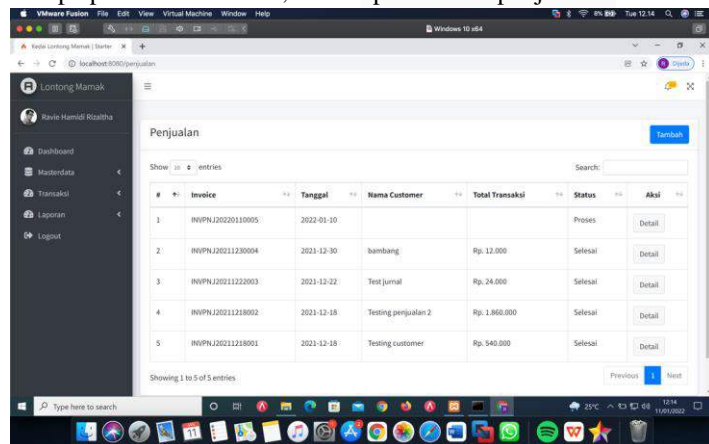 VMware Fusion File Edit View Virtual Machine Window Help 8% Tue 12.14
Windows 10 x64
Kedai Lontong Mamak | Starter
localhost:8080/penjualan
Lontong Mamak
Ravie Hamidi Rizaltha
Penjualan
Tambah
Dashboard
Masterdata
Transaksi
Laporan
Logout
Show 10 entries Search:
# Invoice Tanggal Nama Customer Total Transaksi Status Aksi
1 INVPNJ20220110005 2022-01-10 Proses Detail
2 INVPNJ20211230004 2021-12-30 bambang Rp. 12.000 Selesai Detail
3 INVPNJ20211222003 2021-12-22 Test jurnal Rp. 24.000 Selesai Detail
4 INVPNJ20211218002 2021-12-18 Testing penjualan 2 Rp. 1.860.000 Selesai Detail
5 INVPNJ20211218001 2021-12-18 Testing customer Rp. 540.000 Selesai Detail
Showing 1 to 5 of 5 entries Previous 1 Next
Type here to search 25°C 12:14
11/01/2022